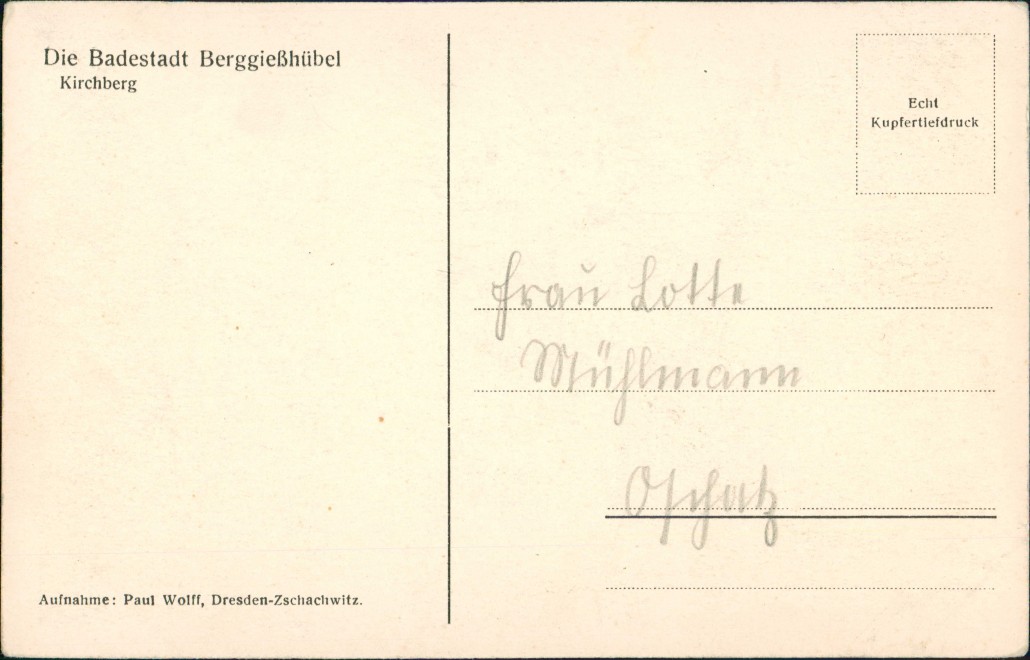 Die Badestadt Berggießhübel
Kirchberg
Echt
Kupfertiefdruck
Frau Lotte
Mühlmann
Oschatz
Aufnahme: Paul Wolff, Dresden-Zschachwitz.